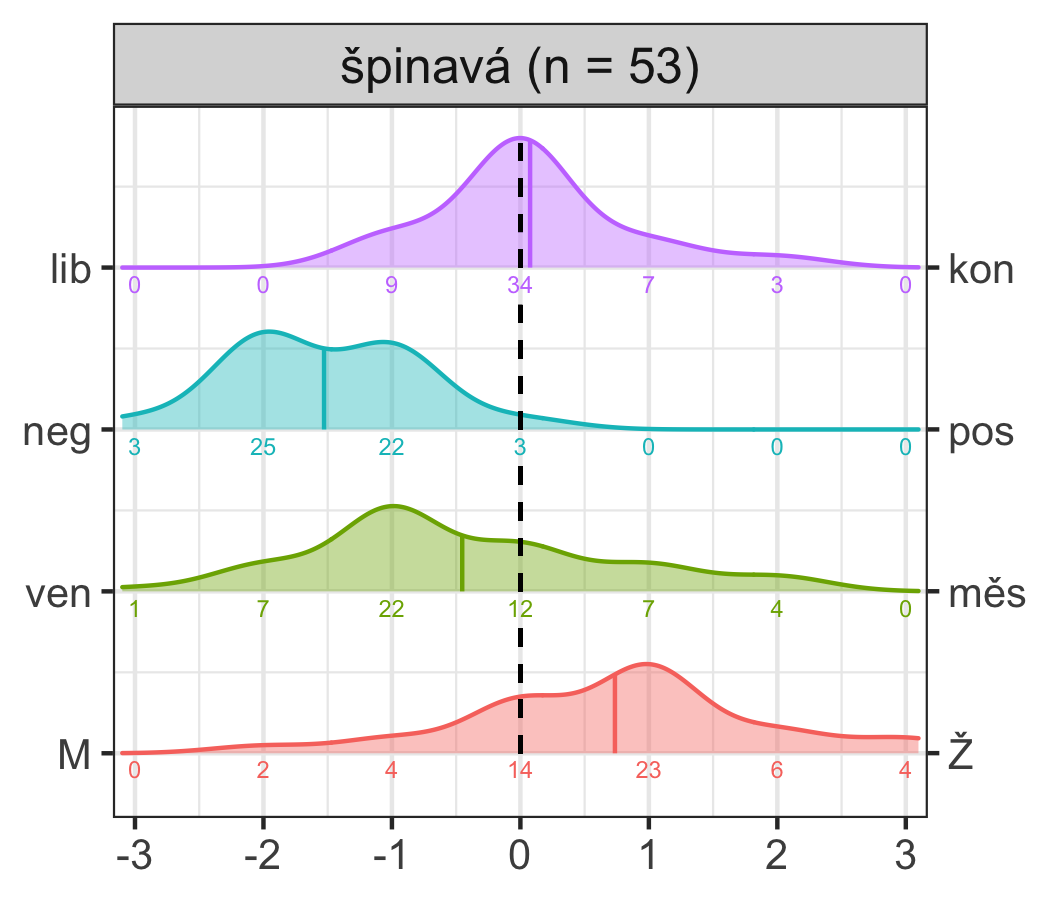 špinavá (n = 53)
lib kon
0 0 9 34 7 3 0
neg pos
3 25 22 3 0 0 0
ven měs
1 7 22 12 7 4 0
M Ž
0 2 4 14 23 6 4
-3 -2 -1 0 1 2 3